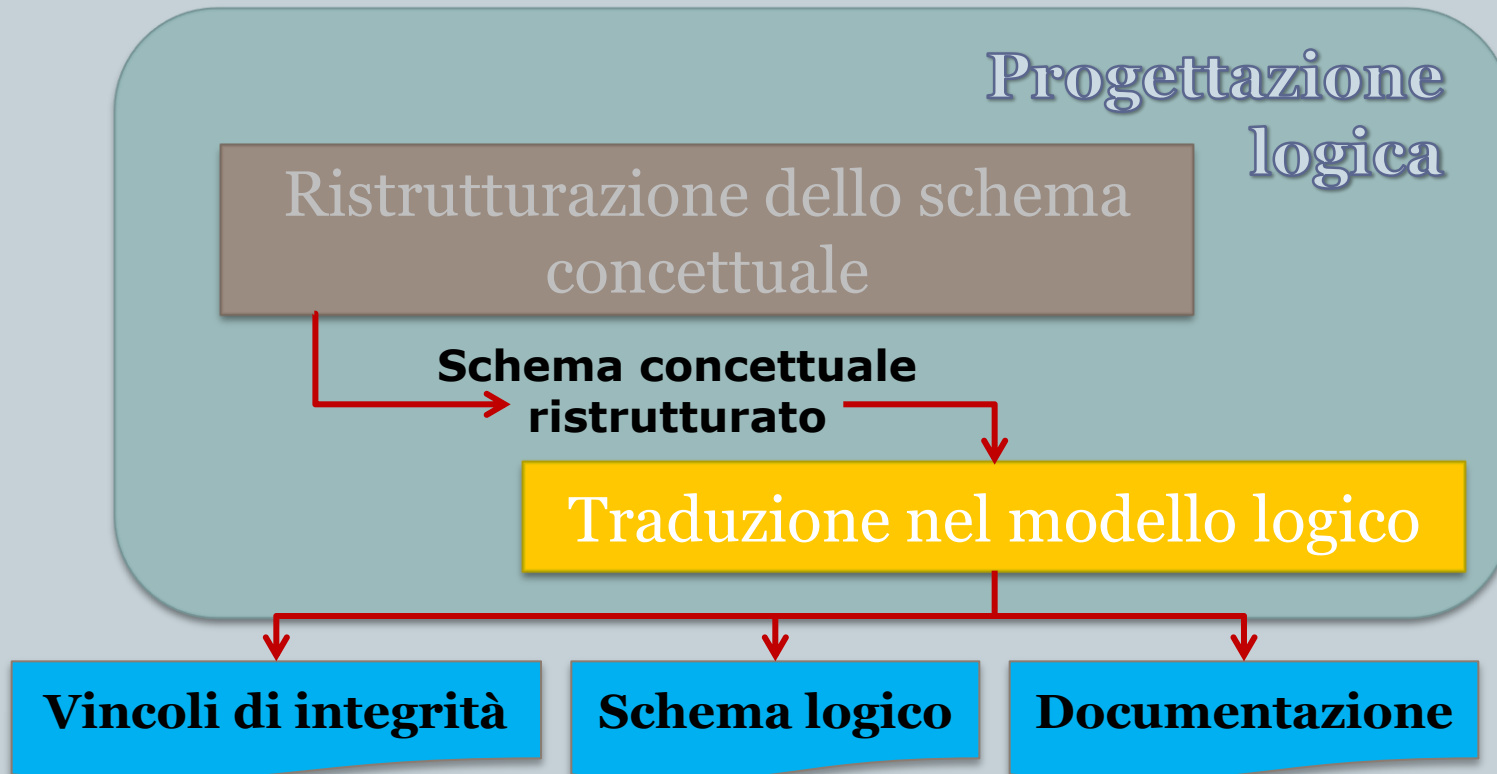 Progettazione
logica
Ristrutturazione dello schema
concettuale
Schema concettuale
ristrutturato
Traduzione nel modello logico
Vincoli di integrità
Schema logico
Documentazione